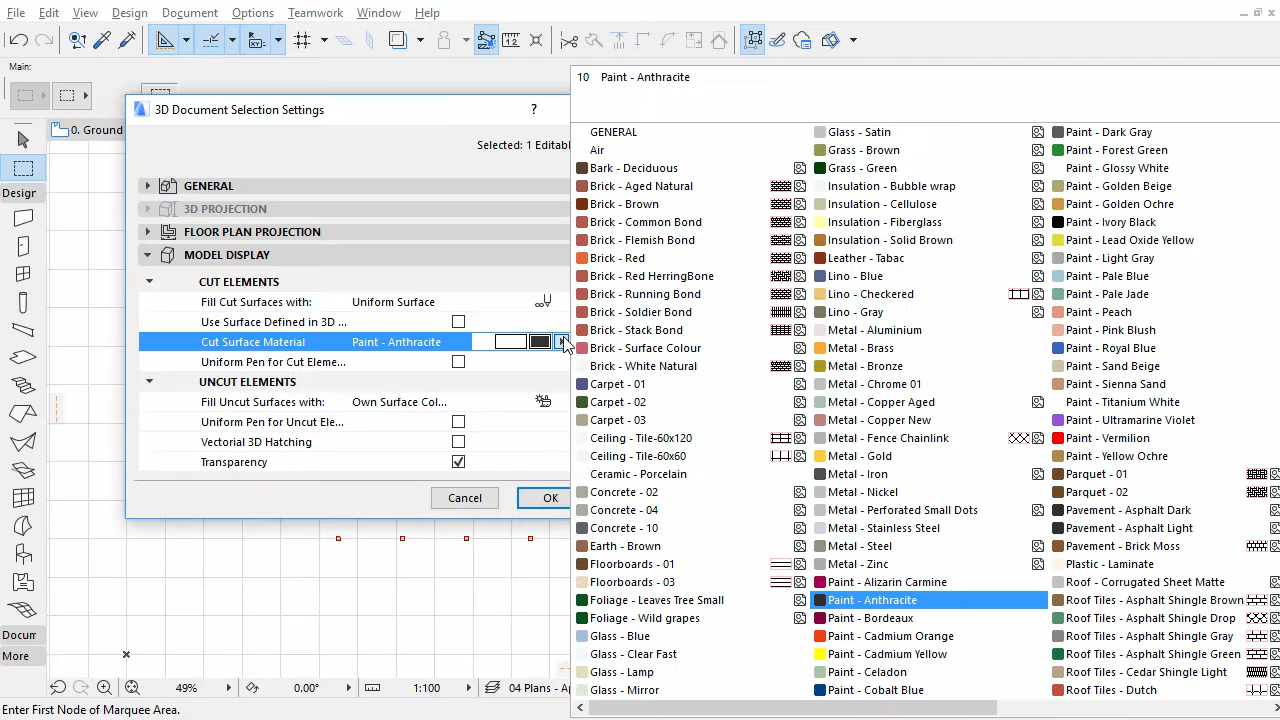 File Edit View Design Document Options Teamwork Window Help
Main:
10 Paint - Anthracite
0. Ground
3D Document Selection Settings
?
Selected: 1 Editabl
GENERAL
3D PROJECTION
FLOOR PLAN PROJECTION
MODEL DISPLAY
CUT ELEMENTS
Fill Cut Surfaces with: Uniform Surface
Use Surface Defined in 3D ...
Cut Surface Material Paint - Anthracite
Uniform Pen for Cut Eleme...
UNCUT ELEMENTS
Fill Uncut Surfaces with: Own Surface Col...
Uniform Pen for Uncut Ele...
Vectorial 3D Hatching
Transparency
Cancel OK
Design
Docum
More
GENERAL
Air
Bark - Deciduous
Brick - Aged Natural
Brick - Brown
Brick - Common Bond
Brick - Flemish Bond
Brick - Red
Brick - Red HerringBone
Brick - Running Bond
Brick - Soldier Bond
Brick - Stack Bond
Brick - Surface Colour
Brick - White Natural
Carpet - 01
Carpet - 02
Carpet - 03
Ceiling - Tile-60x120
Ceiling - Tile-60x60
Ceramic - Porcelain
Concrete - 02
Concrete - 04
Concrete - 10
Earth - Brown
Floorboards - 01
Floorboards - 03
Foliage - Leaves Tree Small
Foliage - Wild grapes
Glass - Blue
Glass - Clear Fast
Glass - Lamp
Glass - Mirror
Glass - Satin
Grass - Brown
Grass - Green
Insulation - Bubble wrap
Insulation - Cellulose
Insulation - Fiberglass
Insulation - Solid Brown
Leather - Tabac
Lino - Blue
Lino - Checkered
Lino - Gray
Metal - Aluminium
Metal - Brass
Metal - Bronze
Metal - Chrome 01
Metal - Copper Aged
Metal - Copper New
Metal - Fence Chainlink
Metal - Gold
Metal - Iron
Metal - Nickel
Metal - Perforated Small Dots
Metal - Stainless Steel
Metal - Steel
Metal - Zinc
Paint - Alizarin Carmine
Paint - Anthracite
Paint - Bordeaux
Paint - Cadmium Orange
Paint - Cadmium Yellow
Paint - Celadon
Paint - Cobalt Blue
Paint - Dark Gray
Paint - Forest Green
Paint - Glossy White
Paint - Golden Beige
Paint - Golden Ochre
Paint - Ivory Black
Paint - Lead Oxide Yellow
Paint - Light Gray
Paint - Pale Blue
Paint - Pale Jade
Paint - Peach
Paint - Pink Blush
Paint - Royal Blue
Paint - Sand Beige
Paint - Sienna Sand
Paint - Titanium White
Paint - Ultramarine Violet
Paint - Vermilion
Paint - Yellow Ochre
Parquet - 01
Parquet - 02
Pavement - Asphalt Dark
Pavement - Asphalt Light
Pavement - Brick Moss
Plastic - Laminate
Roof - Corrugated Sheet Matte
Roof Tiles - Asphalt Shingle Brown
Roof Tiles - Asphalt Shingle Drop
Roof Tiles - Asphalt Shingle Gray
Roof Tiles - Asphalt Shingle Green
Roof Tiles - Cedar Shingle Light
Roof Tiles - Dutch
49% 0.00° 1:100 04 Plans - Ap
Enter First Node of Marquee Area.